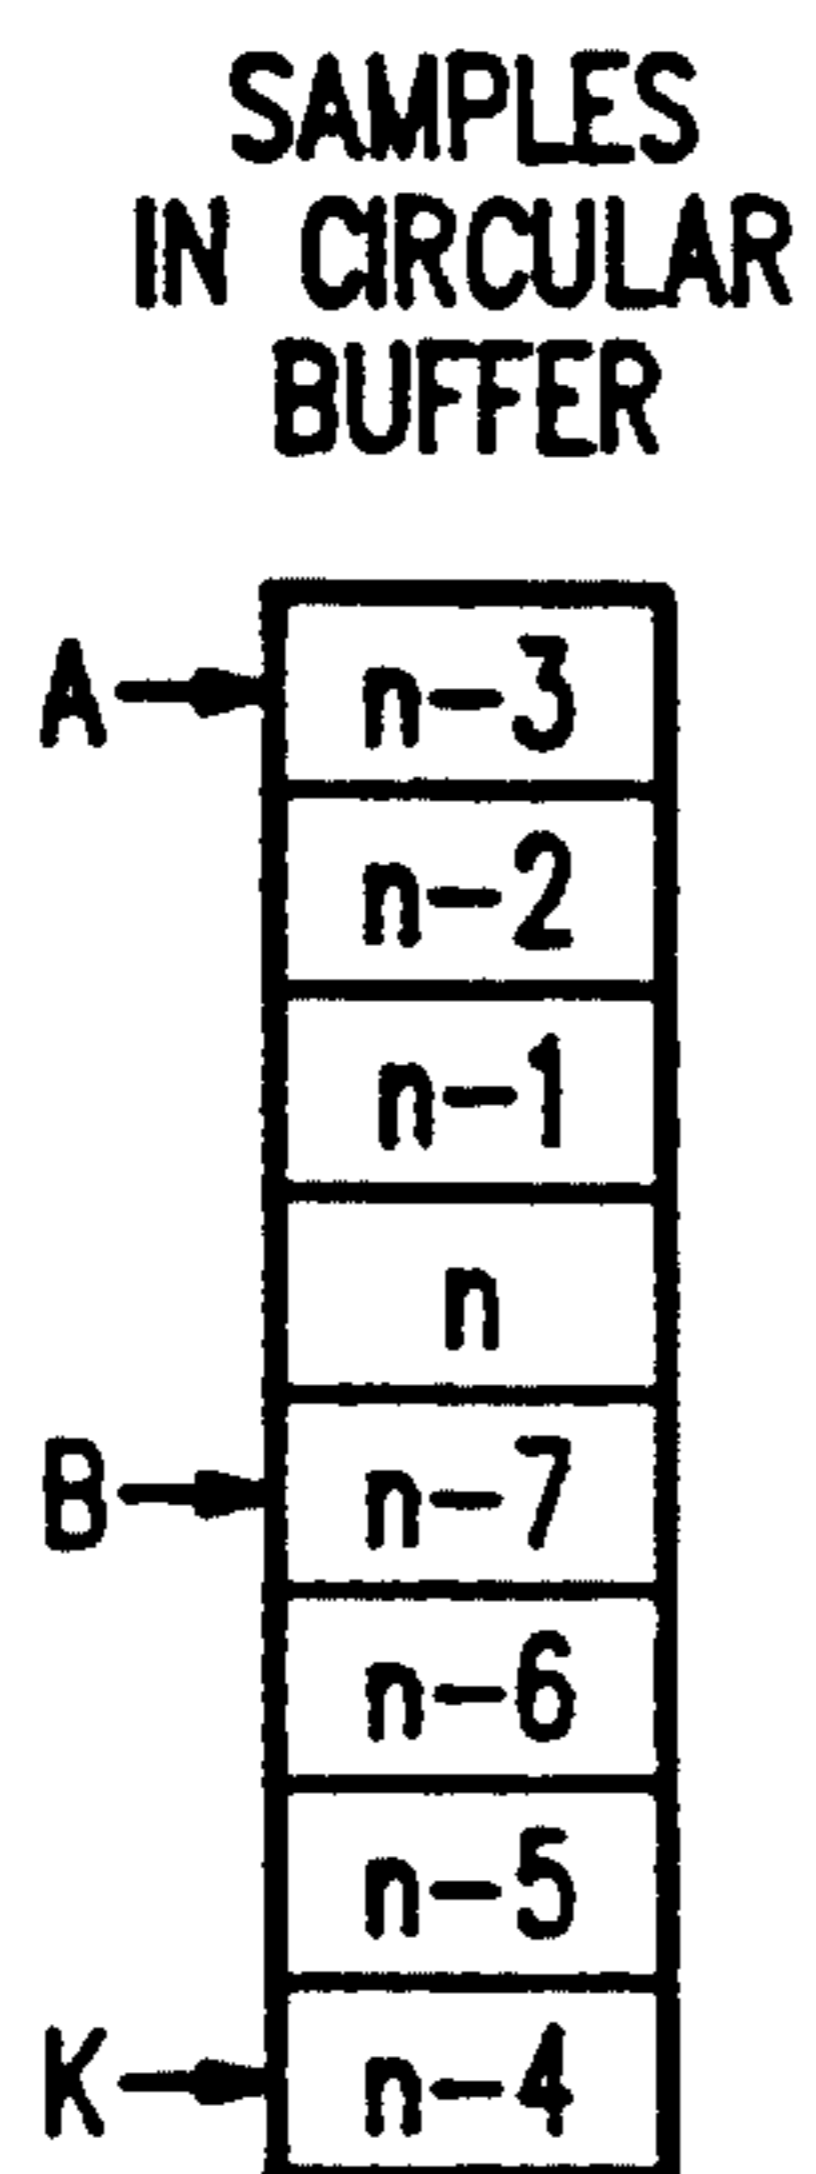 SAMPLES
IN CIRCULAR
BUFFER
A n-3
n-2
n-1
n
B n-7
n-6
n-5
K n-4